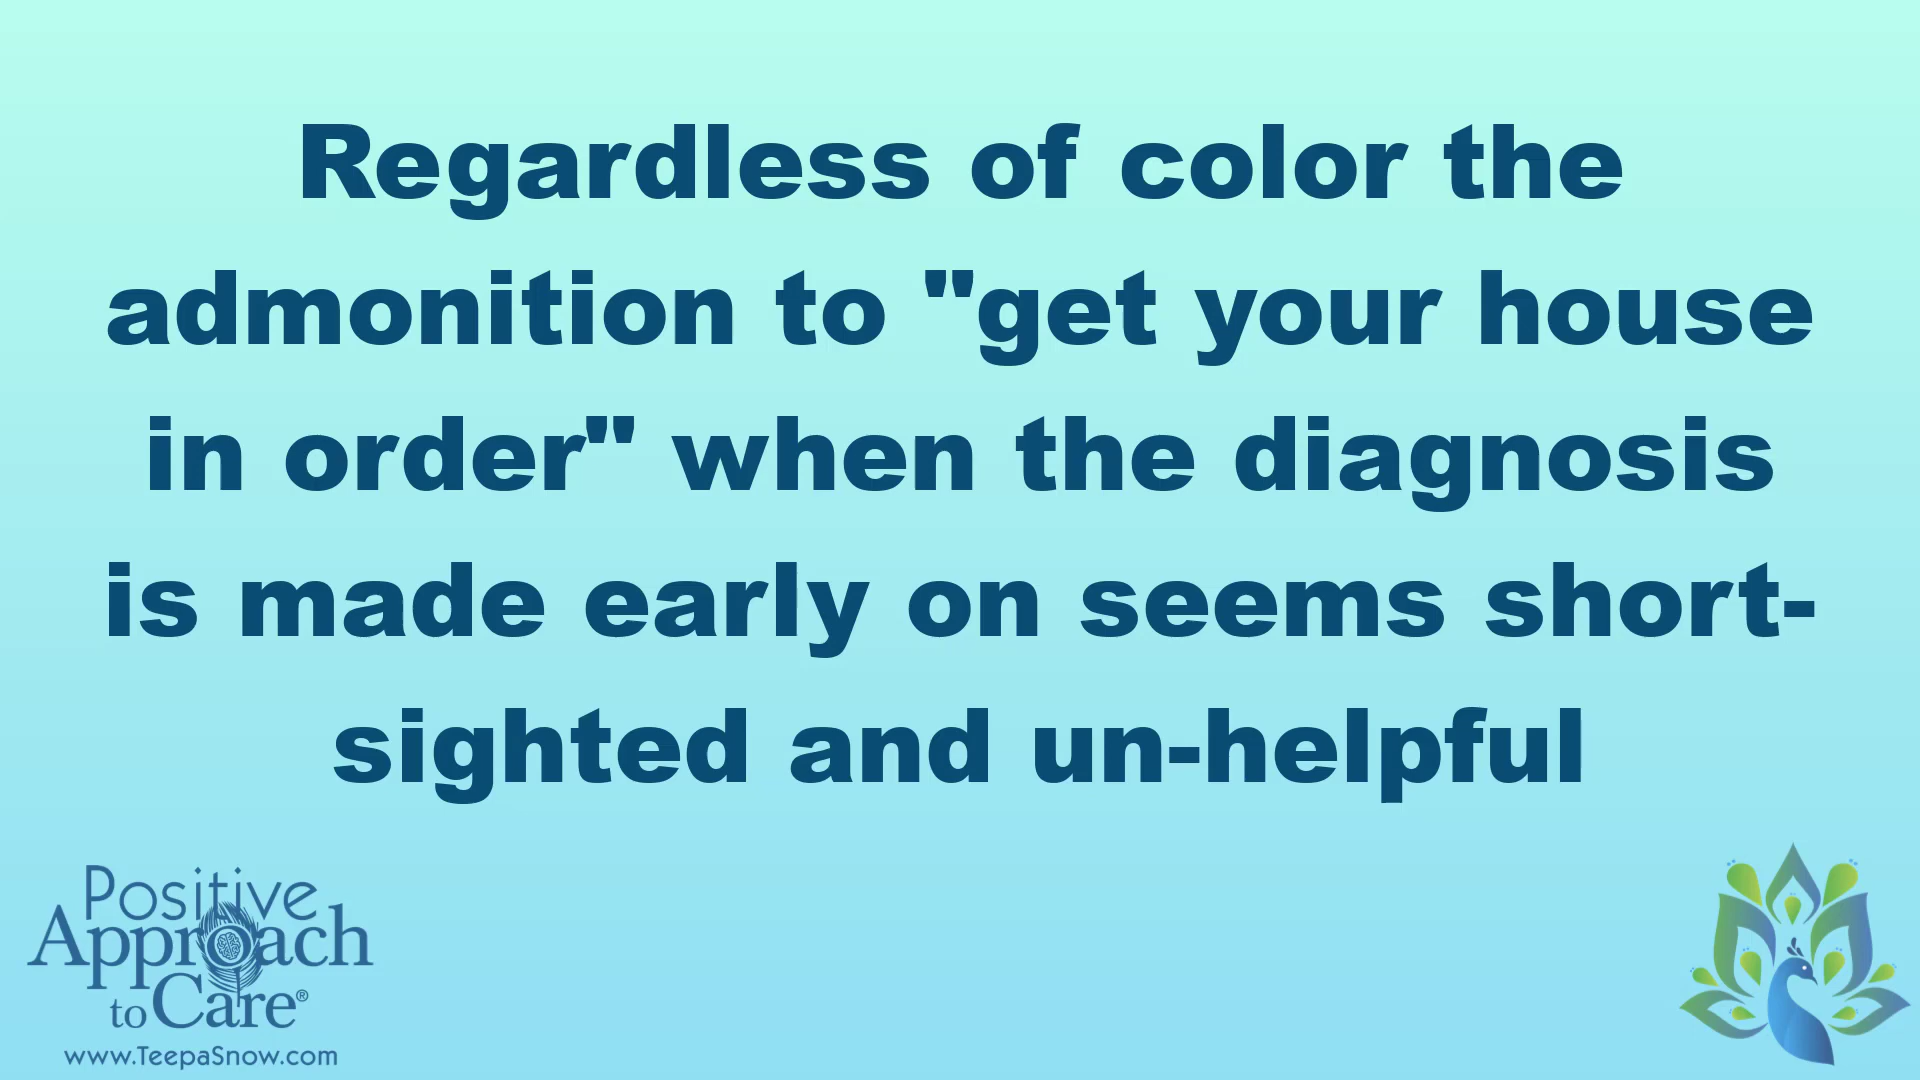 Regardless of color the
admonition to "get your house
in order" when the diagnosis
is made early on seems short-
sighted and un-helpful
Positive
Approach
to Care®
www.TeepaSnow.com